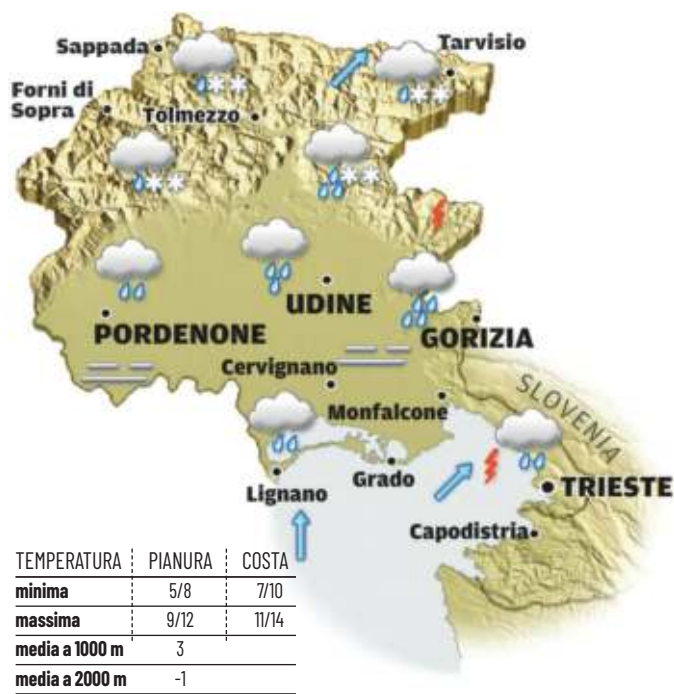 Sappada
Tarvisio
Forni di
Sopra
Tolmezzo
UDINE
PORDENONE
GORIZIA
Cervignano
SLOVENIA
Monfalcone
Grado
Lignano
TRIESTE
Capodistria
TEMPERATURA PIANURA COSTA
minima 5/8 7/10
massima 9/12 11/14
media a 1000 m 3
media a 2000 m -1